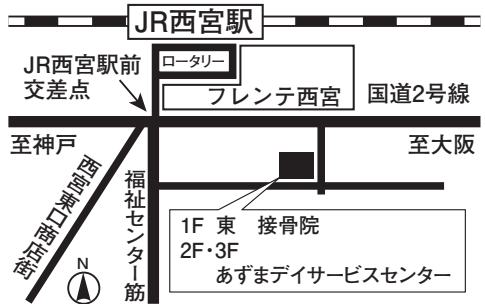 JR西宮駅
ロータリー
JR西宮駅前
交差点
フレンテ西宮
国道2号線
至神戸
至大阪
西宮東口商店街
福祉センター筋
1F 東　接骨院
2F・3F
あずまデイサービスセンター
N